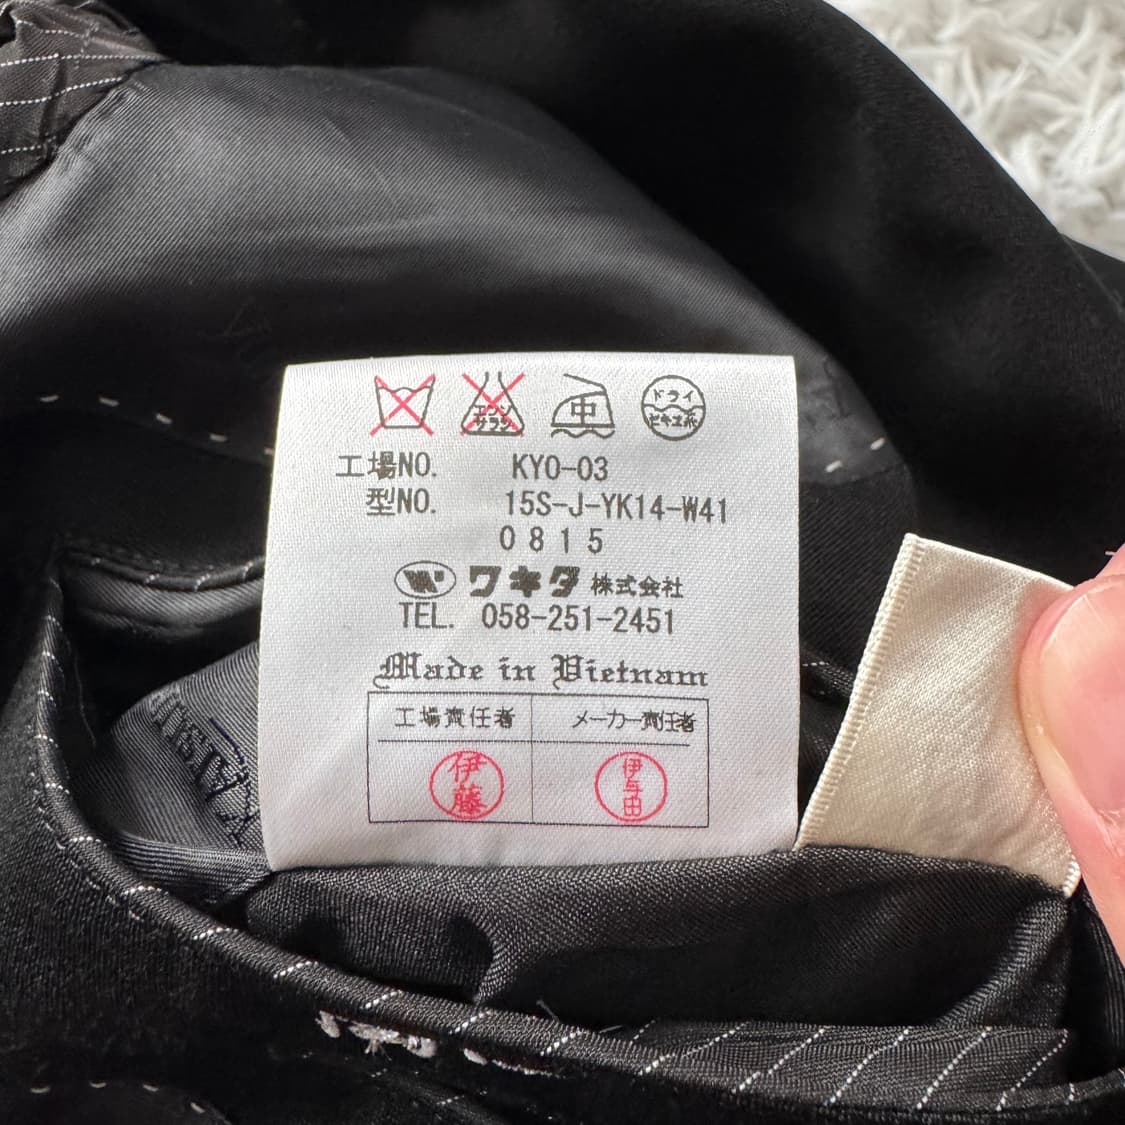 エンソ
サラシ
中
ドライ
セキユ系
工場NO. KYO-03
型NO. 15S-J-YK14-W41
0815
W ワキタ 株式会社
TEL. 058-251-2451
Made in Vietnam
工場責任者 メーカー責任者
伊藤 伊与田